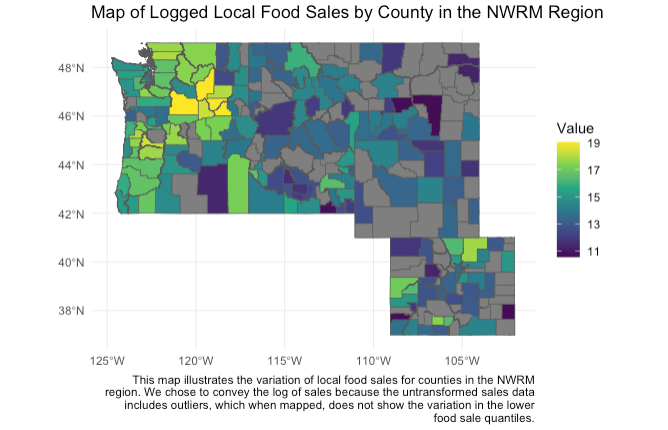 Map of Logged Local Food Sales by County in the NWRM Region
48°N
46°N
44°N
42°N
40°N
38°N
125°W
120°W
115°W
110°W
105°W
Value
19
17
15
13
11
This map illustrates the variation of local food sales for counties in the NWRM
region. We chose to convey the log of sales because the untransformed sales data
includes outliers, which when mapped, does not show the variation in the lower
food sale quantiles.